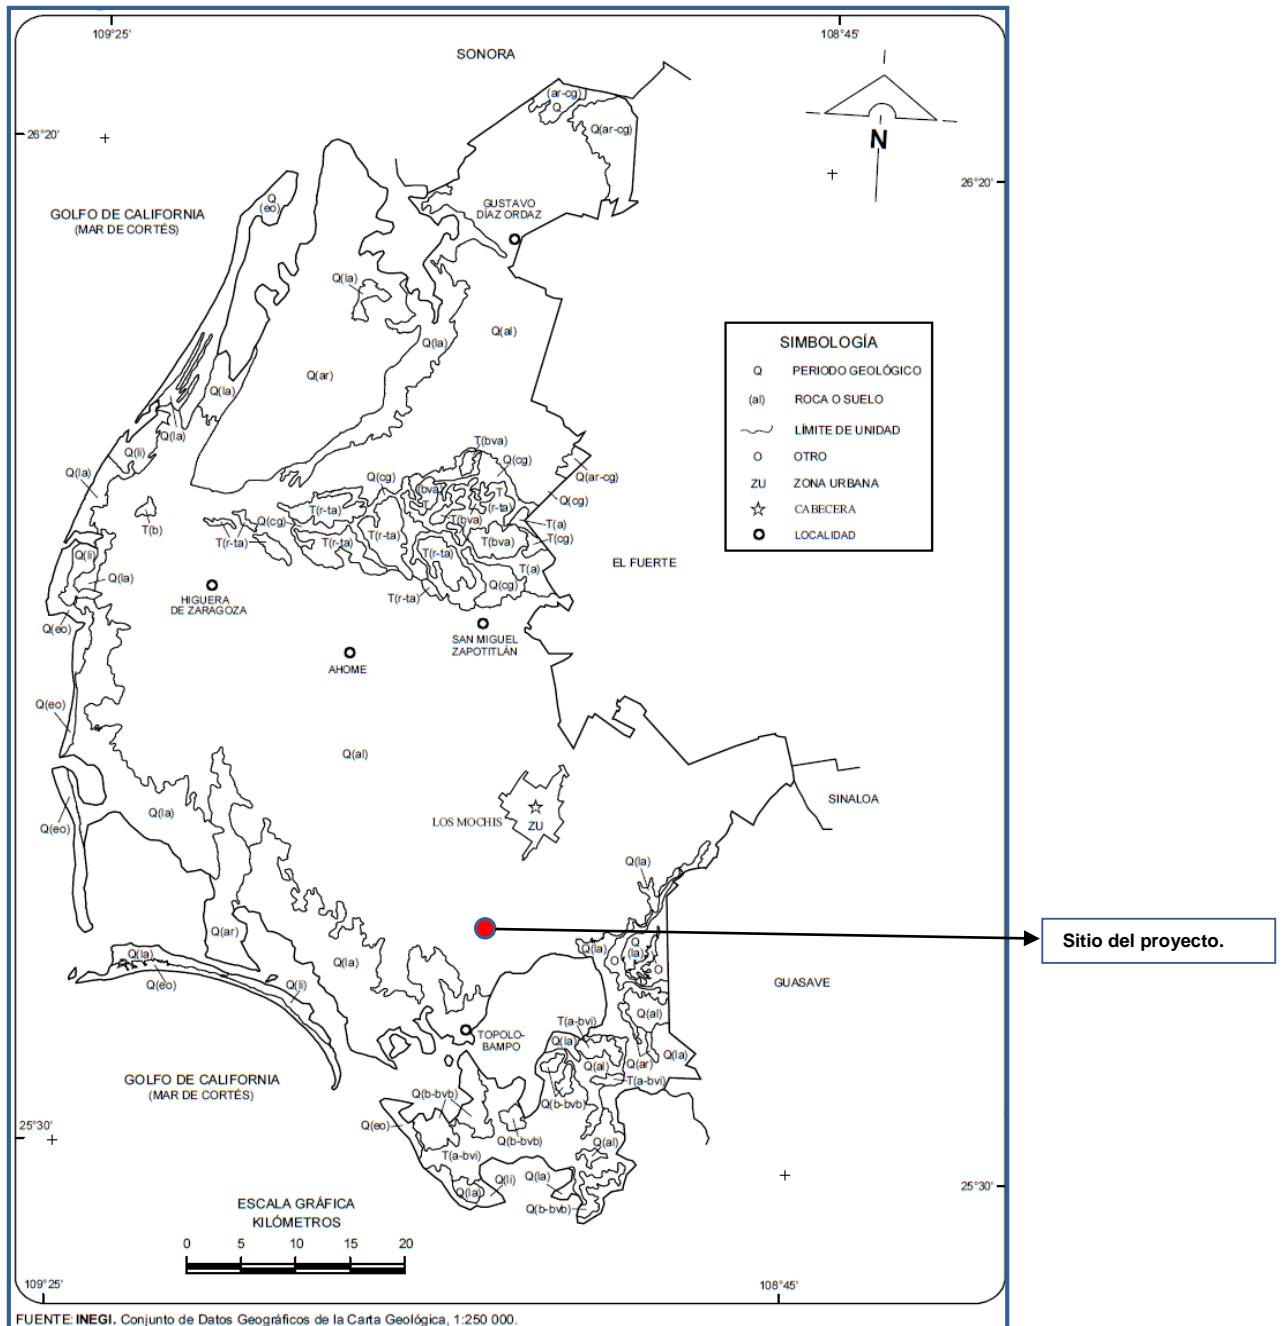 109°25'
108°45'
SONORA
(ar-cg)
Q
Q(ar-cg)
26°20'
N
26°20'
Q
(eo)
GOLFO DE CALIFORNIA
(MAR DE CORTÉS)
GUSTAVO
DÍAZ ORDAZ
Q(la)
Q(al)
Q(la)
Q(ar)
Q(la)
SIMBOLOGÍA
Q PERIODO GEOLÓGICO
(al) ROCA O SUELO
LÍMITE DE UNIDAD
O OTRO
ZU ZONA URBANA
CABECERA
LOCALIDAD
Q(la)
Q(li)
Q(la)
T(b)
T(bva)
Q(cg)
Q(ar-cg)
Q(cg)
Q(cg)
(bva)
T
T
(r-ta)
T(r-ta)
Q(cg)
T(bva)
T(a)
T(r-ta)
T(r-ta)
T(r-ta)
T(bva)
T(cg)
T(r-ta)
T(a)
Q(cg)
T(r-ta)
EL FUERTE
Q(li)
Q(la)
HIGUERA
DE ZARAGOZA
Q(eo)
SAN MIGUEL
ZAPOTITLÁN
AHOME
Q(eo)
Q(al)
SINALOA
Q(la)
Q(eo)
LOS MOCHIS
ZU
Q(la)
Q(ar)
Q(la)
Q(la)
Q
(la)
O
O
Sitio del proyecto.
Q(la)
Q(eo)
Q(li)
GUASAVE
Q(al)
T(a-bvi)
TOPOLO-
BAMPO
Q(la)
Q(al)
Q(ar)
Q(la)
T(a-bvi)
GOLFO DE CALIFORNIA
(MAR DE CORTÉS)
Q(b-bvb)
Q(b-bvb)
Q(eo)
Q(b-bvb)
Q(al)
25°30'
T(a-bvi)
Q(la)
Q(li)
Q(la)
Q(b-bvb)
25°30'
ESCALA GRÁFICA
KILÓMETROS
0 5 10 15 20
109°25'
108°45'
FUENTE: INEGI. Conjunto de Datos Geográficos de la Carta Geológica, 1:250 000.